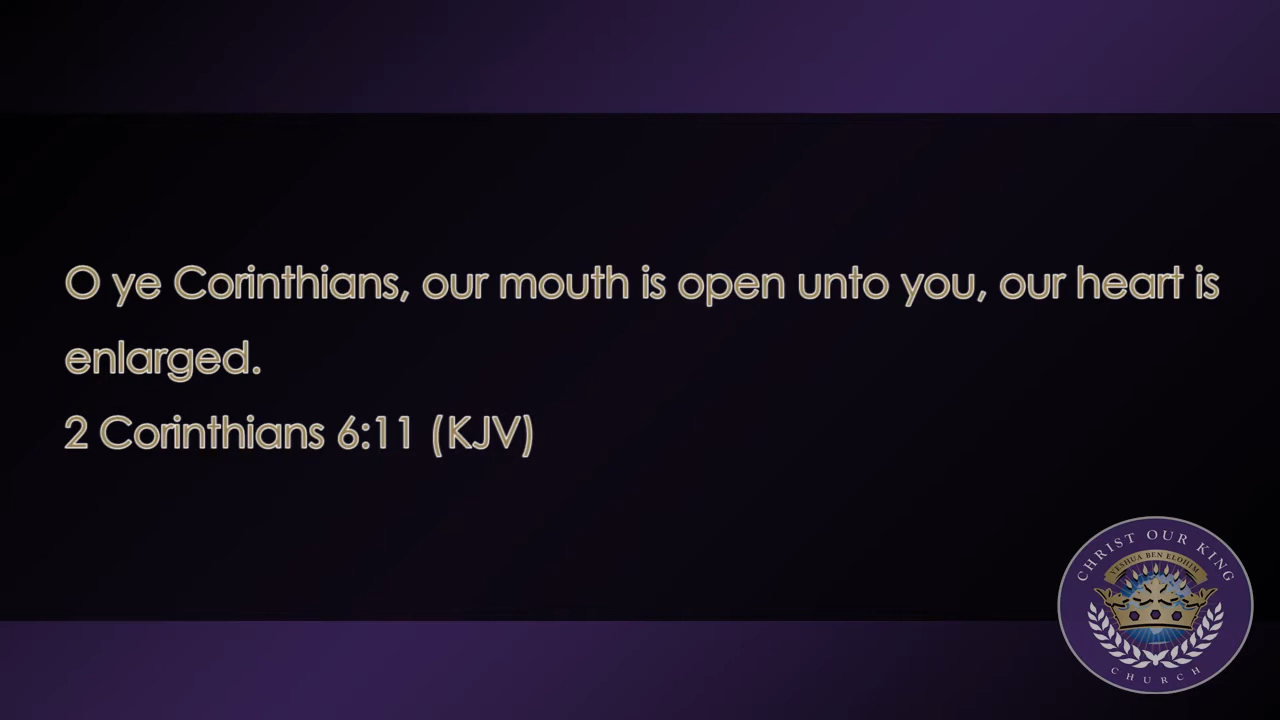 O ye Corinthians, our mouth is open unto you, our heart is
enlarged.
2 Corinthians 6:11 (KJV)
CHRIST OUR KING
YESHUA BEN ELOHIM
CHURCH